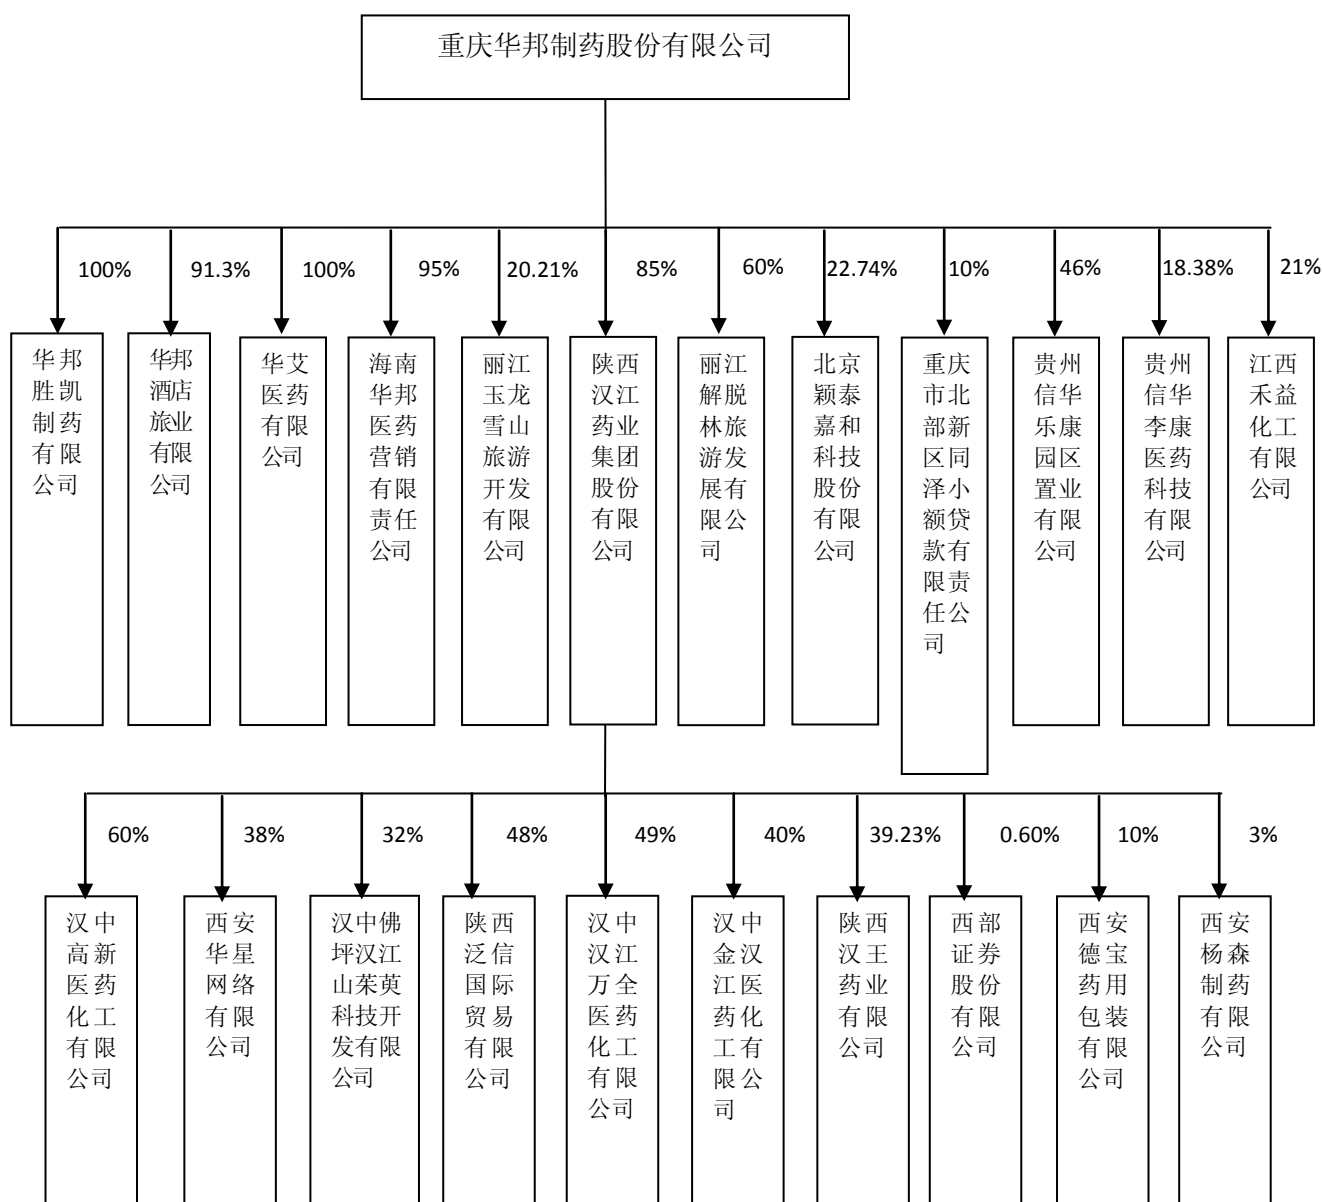 重庆华邦制药股份有限公司
100%
91.3%
100%
95%
20.21%
85%
60%
22.74%
10%
46%
18.38%
21%
华邦
胜凯
制药
有限
公司
华邦
酒店
旅业
有限
公司
华艾
医药
有限
公司
海南
华邦
医药
营销
有限
责任
公司
丽江
玉龙
雪山
旅游
开发
有限
公司
陕西
汉江
药业
集团
股份
有限
公司
丽江
解脱
林旅
游发
展有
限公
司
北京
颖泰
嘉和
科技
股份
有限
公司
重庆
市北
部新
区同
泽小
额贷
款有
限责
任公
司
贵州
信华
乐康
园区
置业
有限
公司
贵州
信华
李康
医药
科技
有限
公司
江西
禾益
化工
有限
公司
60%
38%
32%
48%
49%
40%
39.23%
0.60%
10%
3%
汉中
高新
医药
化工
有限
公司
西安
华星
网络
有限
公司
汉中佛
坪汉江
山茱萸
科技开
发有限
公司
陕西
泛信
国际
贸易
有限
公司
汉中
汉江
万全
医药
化工
有限
公司
汉中
金汉
江医
药化
工有
限公
司
陕西
汉王
药业
有限
公司
西部
证券
股份
有限
公司
西安
德宝
药用
包装
有限
公司
西安
杨森
制药
有限
公司